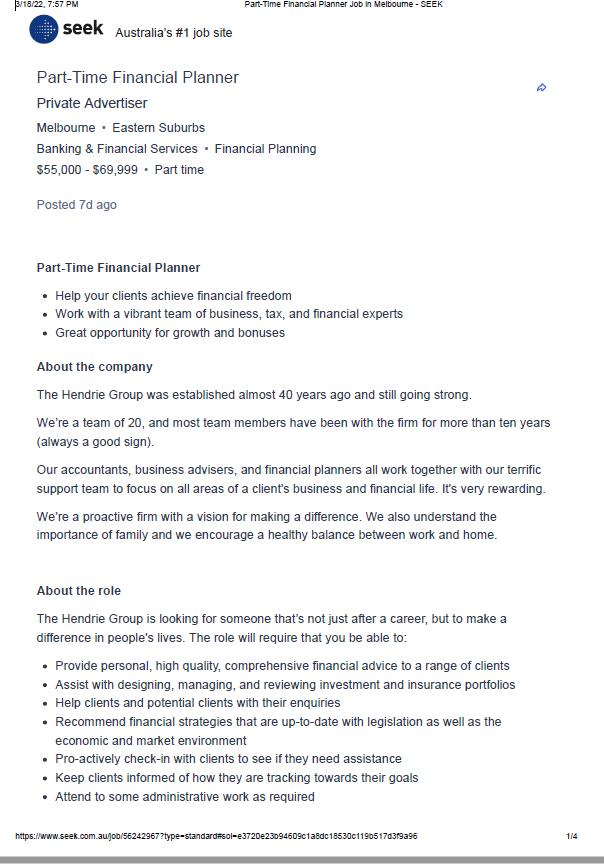 3/18/22, 7:57 PM Part-Time Financial Planner Job in Melbourne - SEEK
seek Australia's #1 job site
Part-Time Financial Planner
Private Advertiser
Melbourne • Eastern Suburbs
Banking & Financial Services • Financial Planning
$55,000 - $69,999 • Part time
Posted 7d ago
Part-Time Financial Planner
• Help your clients achieve financial freedom
• Work with a vibrant team of business, tax, and financial experts
• Great opportunity for growth and bonuses
About the company
The Hendrie Group was established almost 40 years ago and still going strong.
We're a team of 20, and most team members have been with the firm for more than ten years
(always a good sign).
Our accountants, business advisers, and financial planners all work together with our terrific
support team to focus on all areas of a client's business and financial life. It's very rewarding.
We're a proactive firm with a vision for making a difference. We also understand the
importance of family and we encourage a healthy balance between work and home.
About the role
The Hendrie Group is looking for someone that's not just after a career, but to make a
difference in people's lives. The role will require that you be able to:
• Provide personal, high quality, comprehensive financial advice to a range of clients
• Assist with designing, managing, and reviewing investment and insurance portfolios
• Help clients and potential clients with their enquiries
• Recommend financial strategies that are up-to-date with legislation as well as the
economic and market environment
• Pro-actively check-in with clients to see if they need assistance
• Keep clients informed of how they are tracking towards their goals
• Attend to some administrative work as required
https://www.seek.com.au/job/56242967?type=standard#sol=e3720e23b94609c1a8dc18530c119b517d3f9a96 1/4